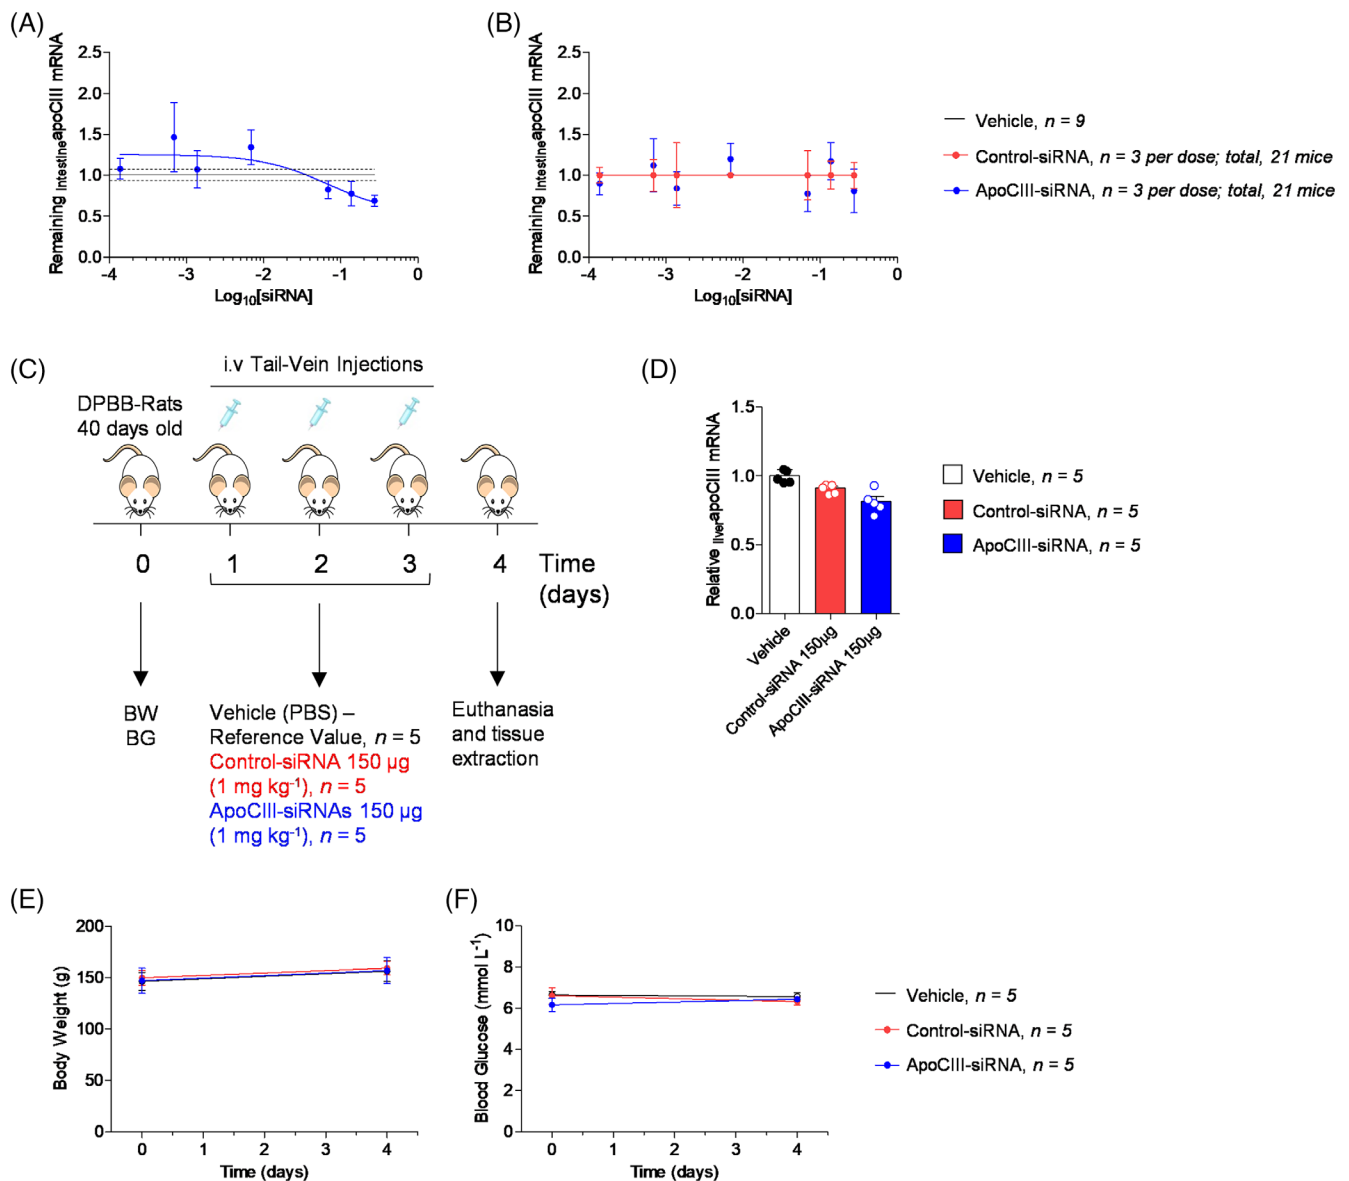 (A)
Remaining IntestineapoCIII mRNA
2.5
2.0
1.5
1.0
0.5
0.0
-4
-3
-2
-1
0
Log10[siRNA]
(B)
Remaining IntestineapoCIII mRNA
2.5
2.0
1.5
1.0
0.5
0.0
-4
-3
-2
-1
0
Log10[siRNA]
Vehicle, n = 9
Control-siRNA, n = 3 per dose; total, 21 mice
ApoCIII-siRNA, n = 3 per dose; total, 21 mice
(C)
i.v Tail-Vein Injections
DPBB-Rats
40 days old
0
1
2
3
4
Time
(days)
BW
BG
Vehicle (PBS) –
Reference Value, n = 5
Control-siRNA 150 µg
(1 mg kg-1), n = 5
ApoCIII-siRNAs 150 µg
(1 mg kg-1), n = 5
Euthanasia
and tissue
extraction
(D)
Relative liverapoCIII mRNA
1.5
1.0
0.5
0.0
Vehicle
Control-siRNA 150µg
ApoCIII-siRNA 150µg
Vehicle, n = 5
Control-siRNA, n = 5
ApoCIII-siRNA, n = 5
(E)
Body Weight (g)
200
150
100
50
0
0
1
2
3
4
Time (days)
(F)
Blood Glucose (mmol L-1)
10
8
6
4
2
0
0
1
2
3
4
Time (days)
Vehicle, n = 5
Control-siRNA, n = 5
ApoCIII-siRNA, n = 5